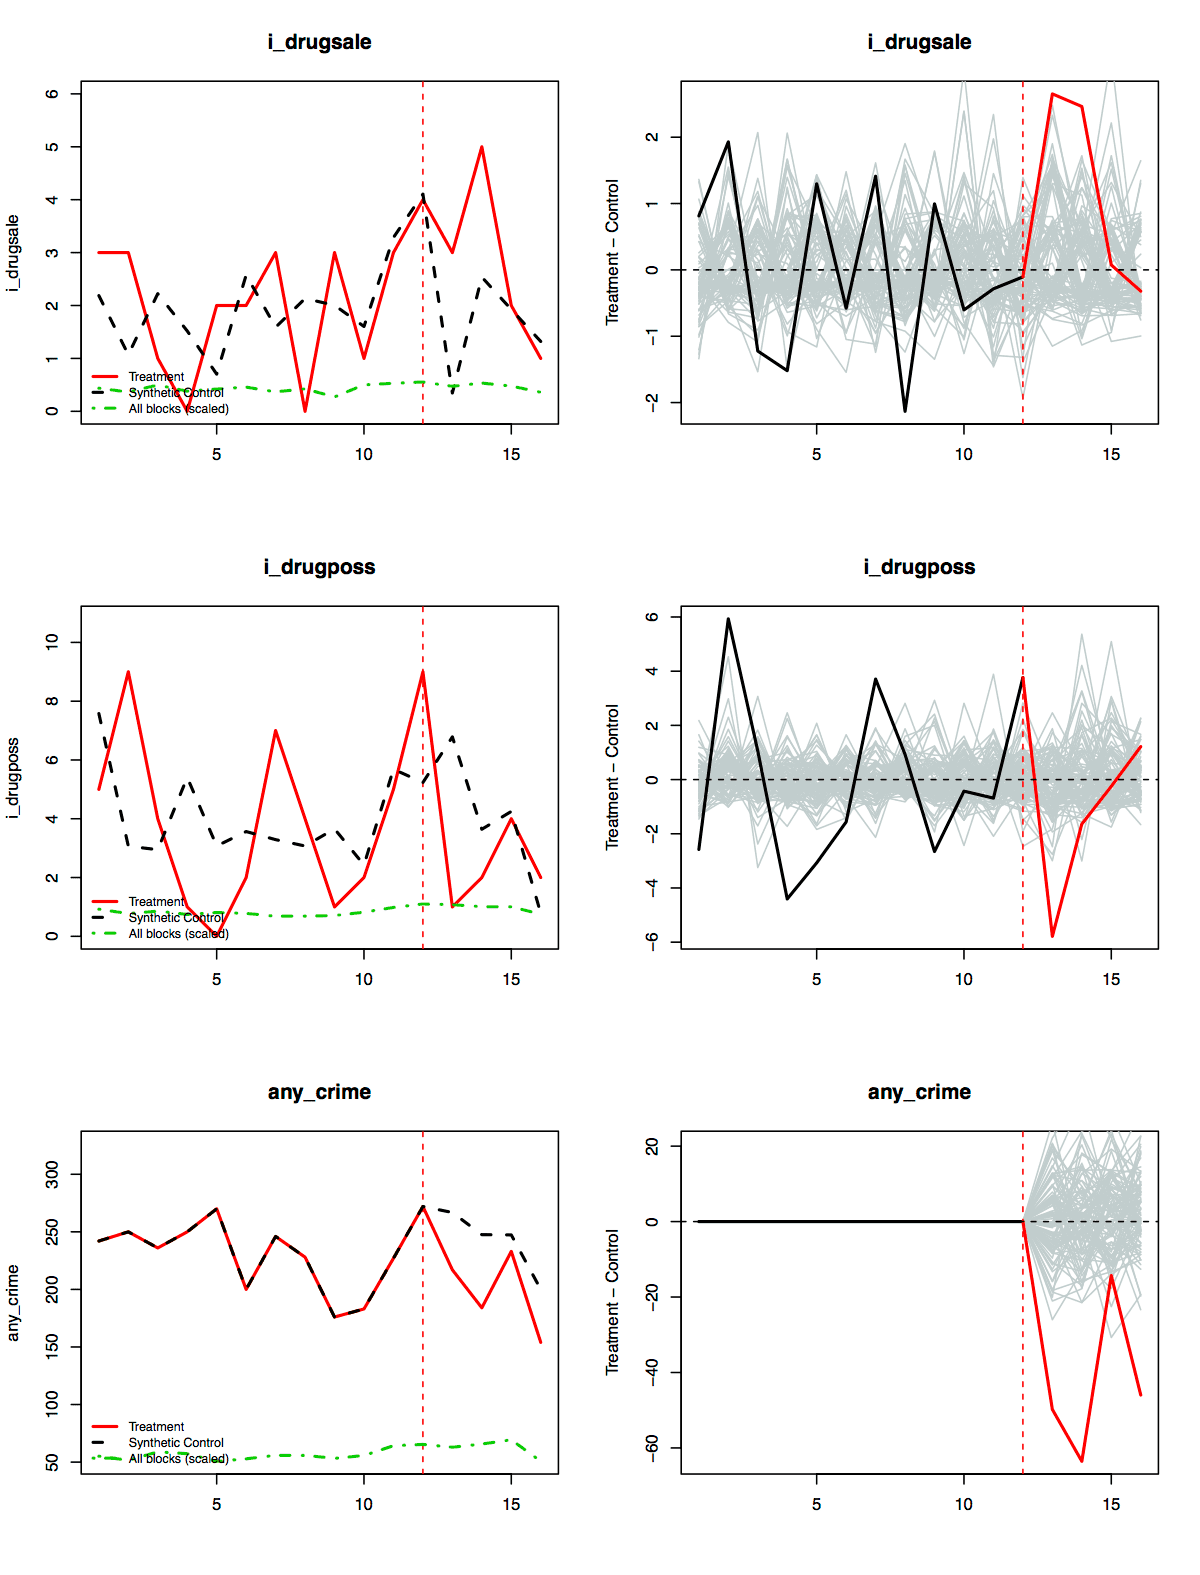 i_drugsale
i_drugsale
6
5
4
3
2
1
0
i_drugsale
Treatment
Synthetic Control
All blocks (scaled)
5 10 15
2
1
0
−1
−2
Treatment − Control
5 10 15
i_drugposs
i_drugposs
10
8
6
4
2
0
i_drugposs
Treatment
Synthetic Control
All blocks (scaled)
5 10 15
6
4
2
0
−2
−4
−6
Treatment − Control
5 10 15
any_crime
any_crime
300
250
200
150
100
50
any_crime
Treatment
Synthetic Control
All blocks (scaled)
5 10 15
20
0
−20
−40
−60
Treatment − Control
5 10 15